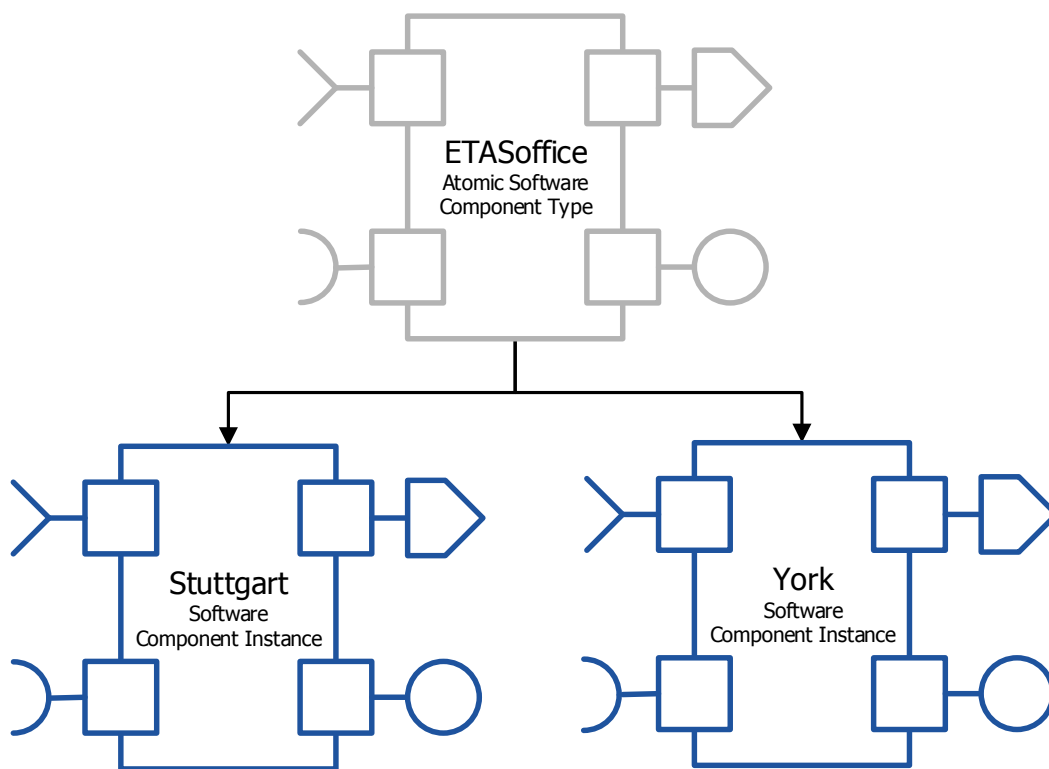 ETASoffice
Atomic Software
Component Type
Stuttgart
Software
Component Instance
York
Software
Component Instance